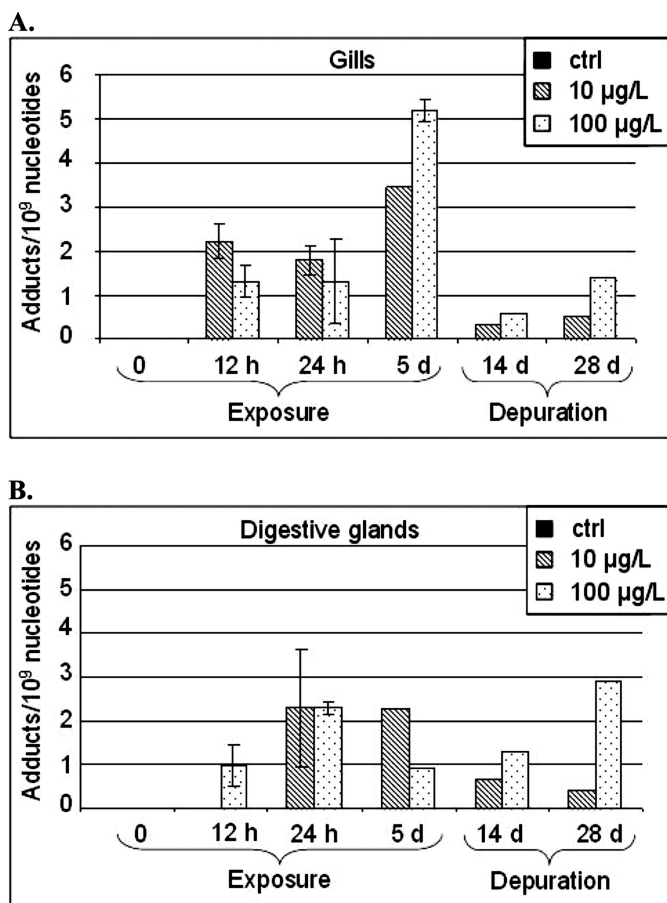 A.
Gills
ctrl
10 µg/L
100 µg/L
Adducts/10⁹ nucleotides
6
5
4
3
2
1
0
0 12 h 24 h 5 d 14 d 28 d
Exposure Depuration
B.
Digestive glands
ctrl
10 µg/L
100 µg/L
Adducts/10⁹ nucleotides
6
5
4
3
2
1
0
0 12 h 24 h 5 d 14 d 28 d
Exposure Depuration